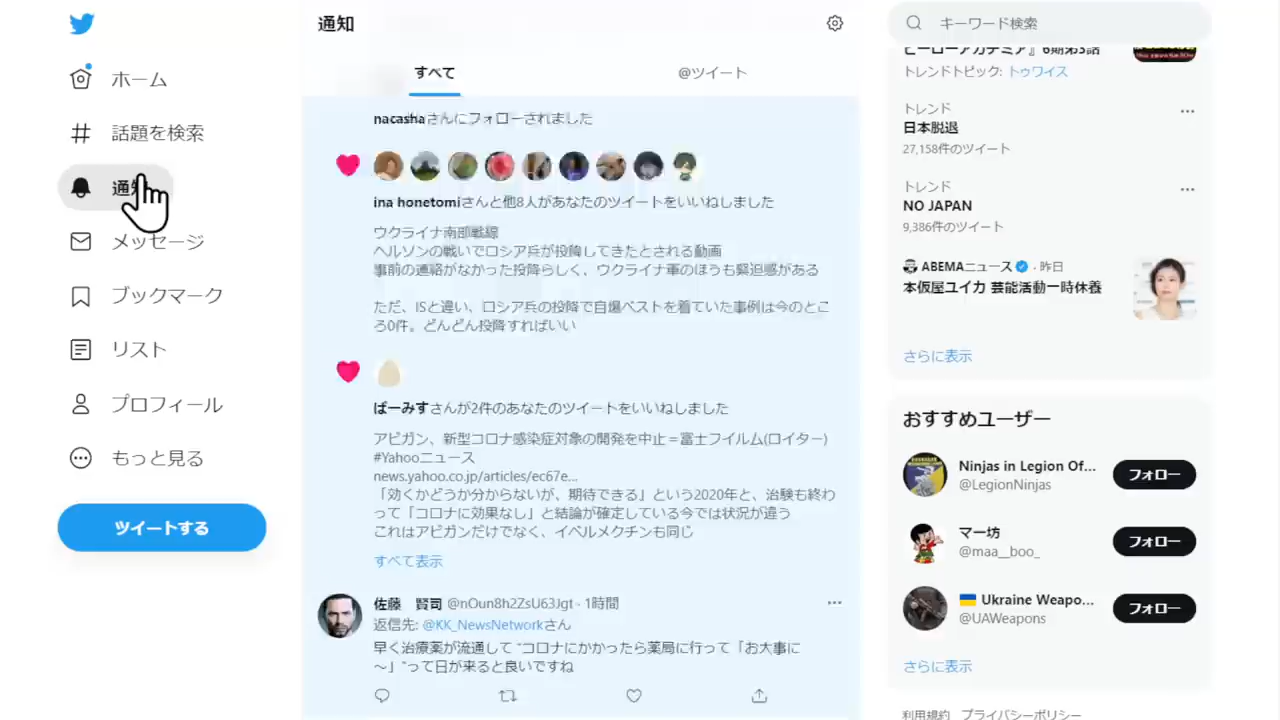 ホーム
話題を検索
通知
メッセージ
ブックマーク
リスト
プロフィール
もっと見る
ツイートする
通知
すべて
@ツイート
nacashaさんにフォローされました
ina honetomiさんと他8人があなたのツイートをいいねしました
ウクライナ南部戦線
ヘルソンの戦いでロシア兵が投降してきたとされる動画
事前の連絡がなかった投降らしく、ウクライナ軍のほうも緊迫感がある
ただ、ISと違い、ロシア兵の投降で自爆ベストを着ていた事例は今のとこ
ろ0件。どんどん投降すればいい
ぱーみすさんが2件のあなたのツイートをいいねしました
アビガン、新型コロナ感染症対象の開発を中止＝富士フイルム(ロイター)
#Yahooニュース
news.yahoo.co.jp/articles/ec67e...
「効くかどうか分からないが、期待できる」という2020年と、治験も終わ
って「コロナに効果なし」と結論が確定している今では状況が違う
これはアビガンだけでなく、イベルメクチンも同じ
すべて表示
佐藤　賢司 @nOun8h2ZsU63Jgt · 1時間
返信先: @KK_NewsNetworkさん
早く治療薬が流通して “コロナにかかったら薬局に行って「お大事に
～」”って日が来ると良いですね
キーワード検索
ヒーローアカデミア』6期第3話
トレンドトピック: トゥワイス
トレンド
日本脱退
27,158件のツイート
トレンド
NO JAPAN
9,386件のツイート
ABEMAニュース · 昨日
本仮屋ユイカ 芸能活動一時休養
さらに表示
おすすめユーザー
Ninjas in Legion Of...
@LegionNinjas
フォロー
マー坊
@maa__boo_
フォロー
Ukraine Weapo...
@UAWeapons
フォロー
さらに表示
利用規約　プライバシーポリシー